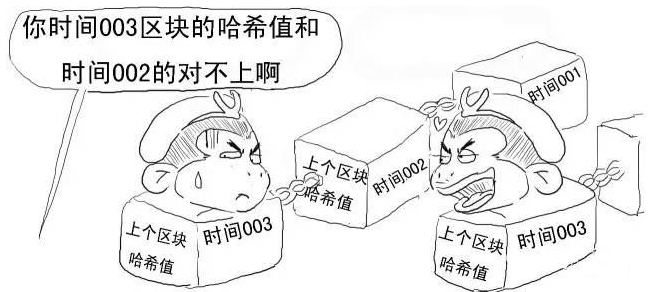 你时间003区块的哈希值和
时间002的对不上啊
时间001
上个区块
哈希值
时间002
上个区块
哈希值
时间003
上个区块
哈希值
时间003